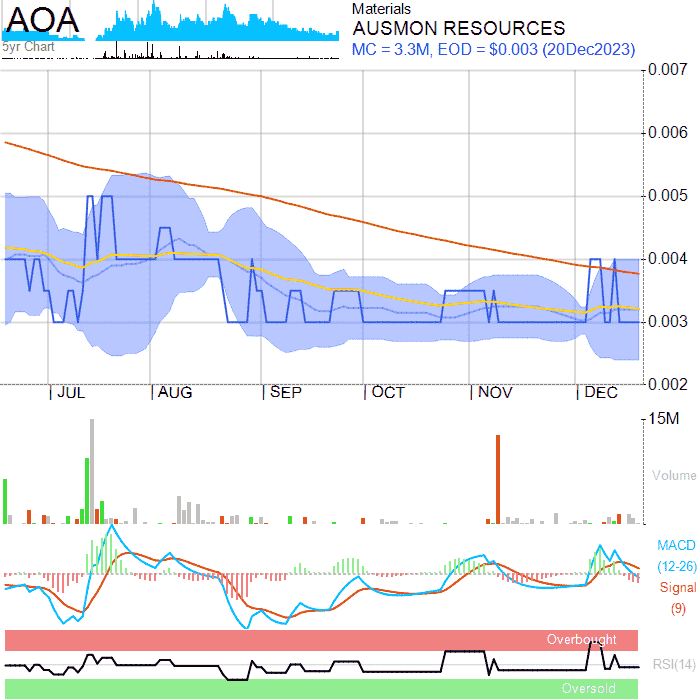 AOA
5yr Chart
Materials
AUSMON RESOURCES
MC = 3.3M, EOD = $0.003 (20Dec2023)
0.007
0.006
0.005
0.004
0.003
0.002
JUL
AUG
SEP
OCT
NOV
DEC
15M
Volume
MACD
(12-26)
Signal
(9)
Overbought
RSI(14)
Oversold